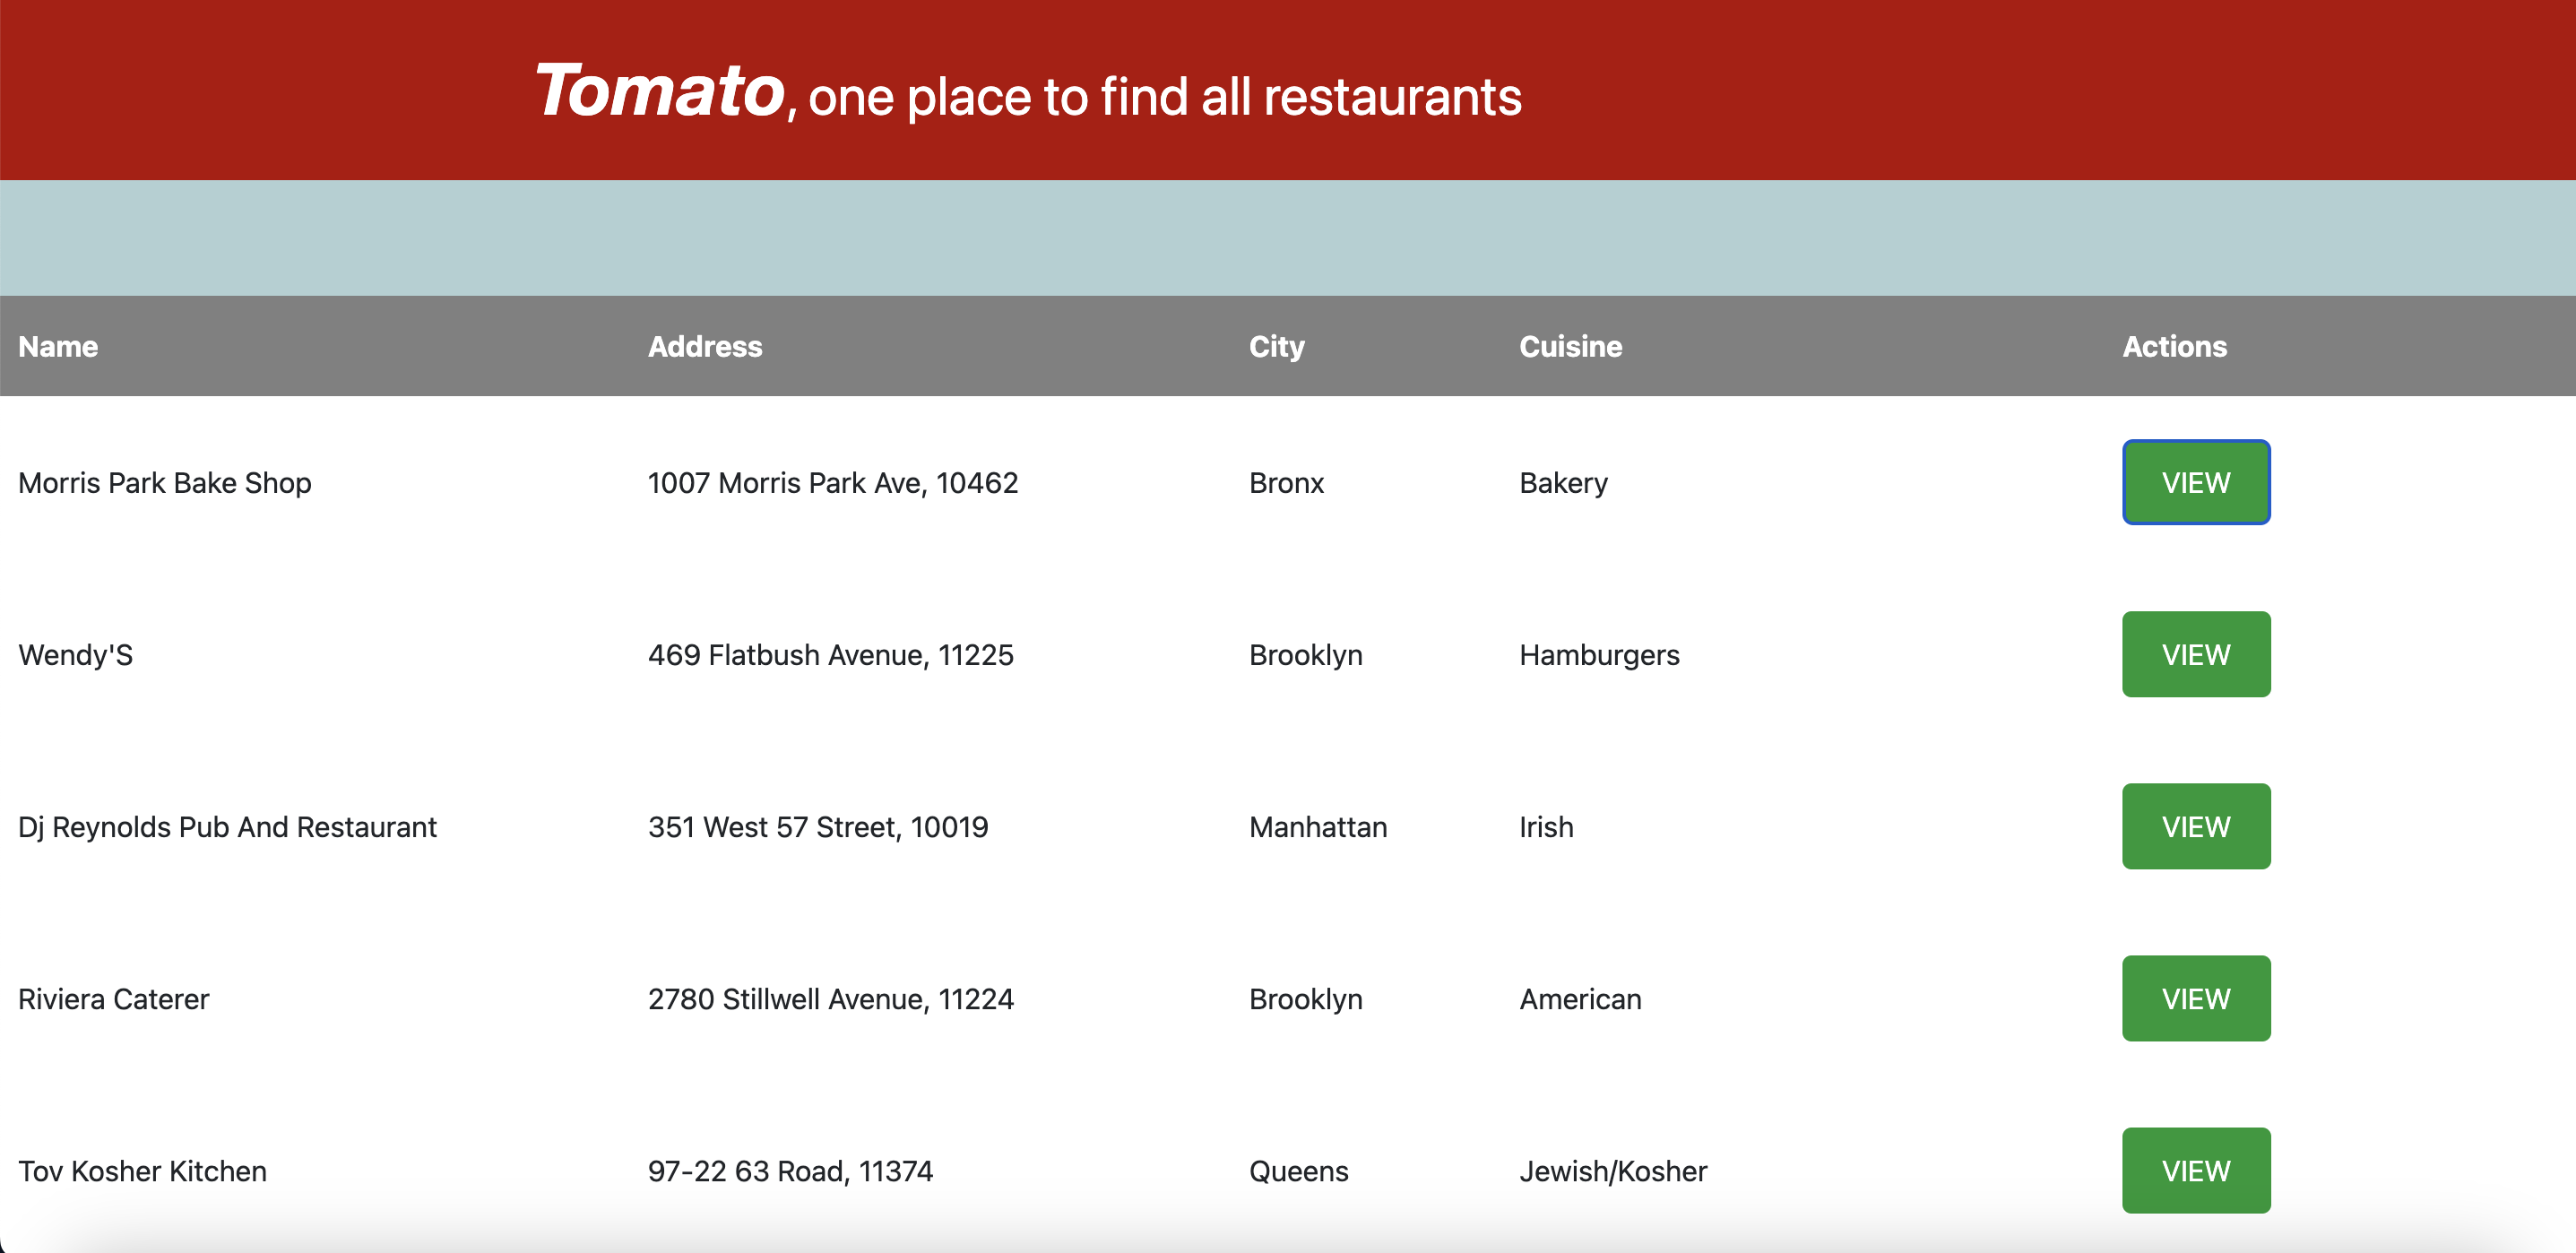 Tomato, one place to find all restaurants
Name Address City Cuisine Actions
Morris Park Bake Shop 1007 Morris Park Ave, 10462 Bronx Bakery VIEW
Wendy'S 469 Flatbush Avenue, 11225 Brooklyn Hamburgers VIEW
Dj Reynolds Pub And Restaurant 351 West 57 Street, 10019 Manhattan Irish VIEW
Riviera Caterer 2780 Stillwell Avenue, 11224 Brooklyn American VIEW
Tov Kosher Kitchen 97-22 63 Road, 11374 Queens Jewish/Kosher VIEW